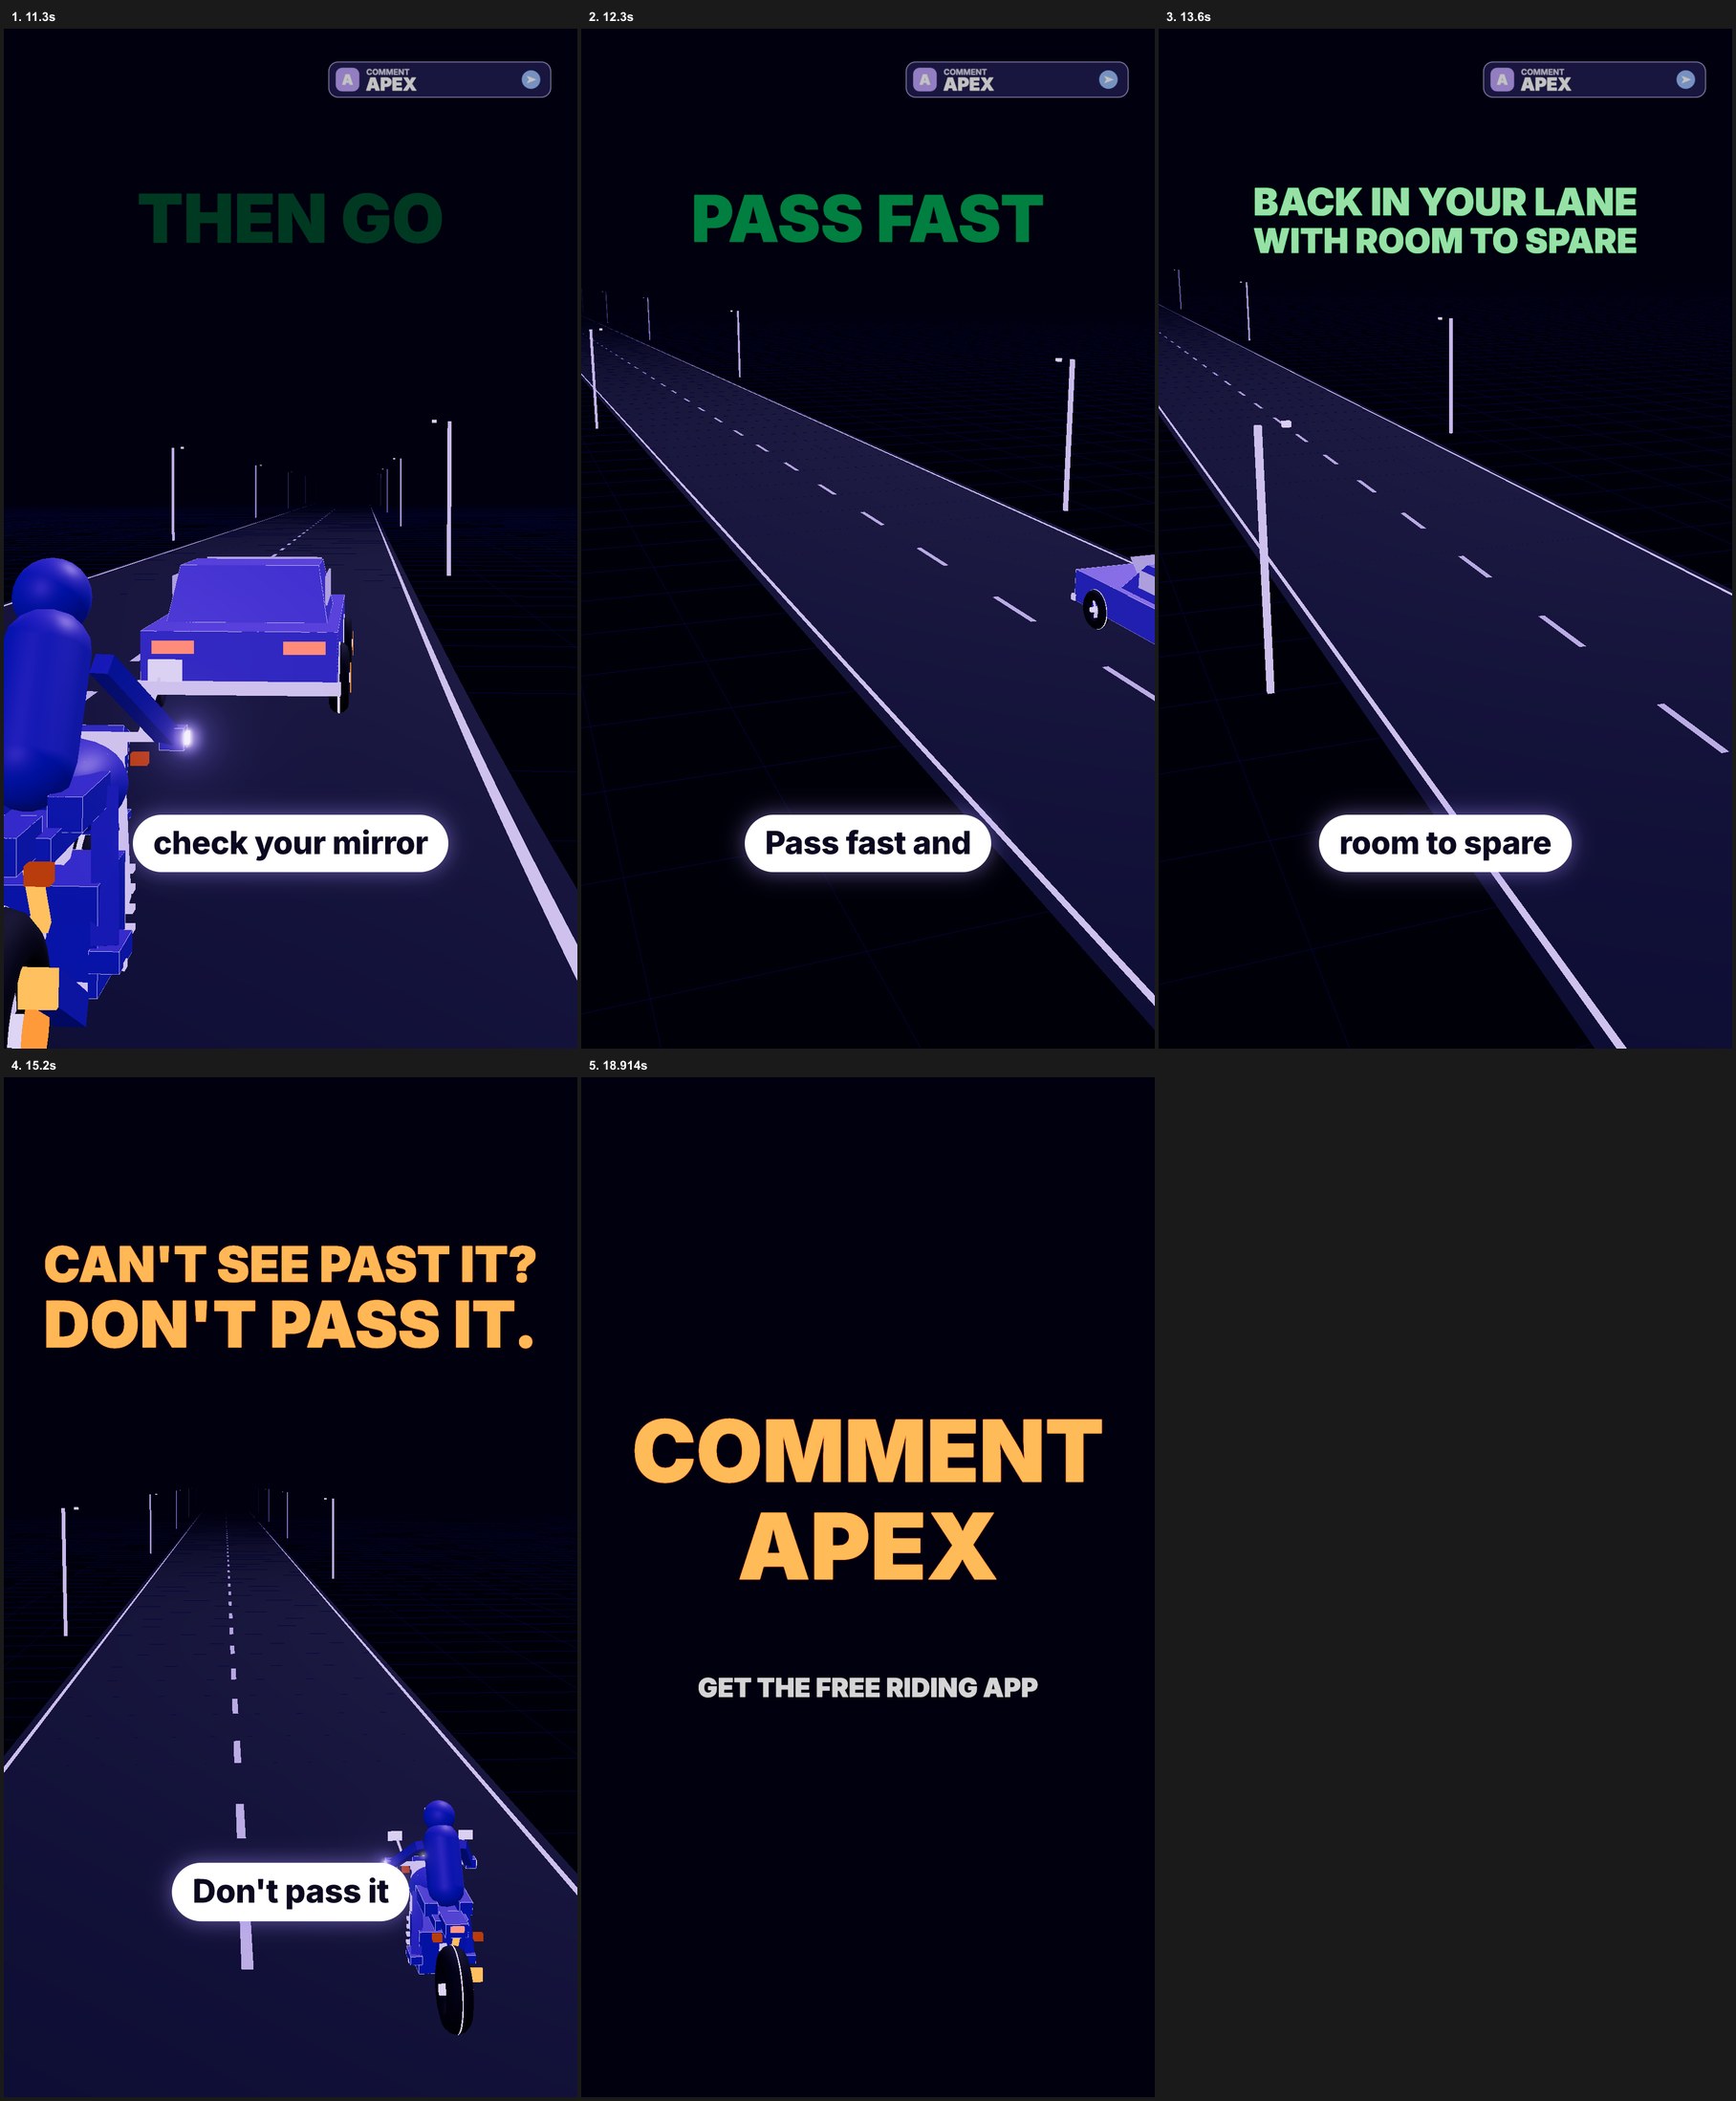 1. 11.3s
A
COMMENT
APEX
THEN GO
check your mirror
2. 12.3s
A
COMMENT
APEX
PASS FAST
Pass fast and
3. 13.6s
A
COMMENT
APEX
BACK IN YOUR LANE
WITH ROOM TO SPARE
room to spare
4. 15.2s
CAN'T SEE PAST IT?
DON'T PASS IT.
Don't pass it
5. 18.914s
COMMENT
APEX
GET THE FREE RIDING APP